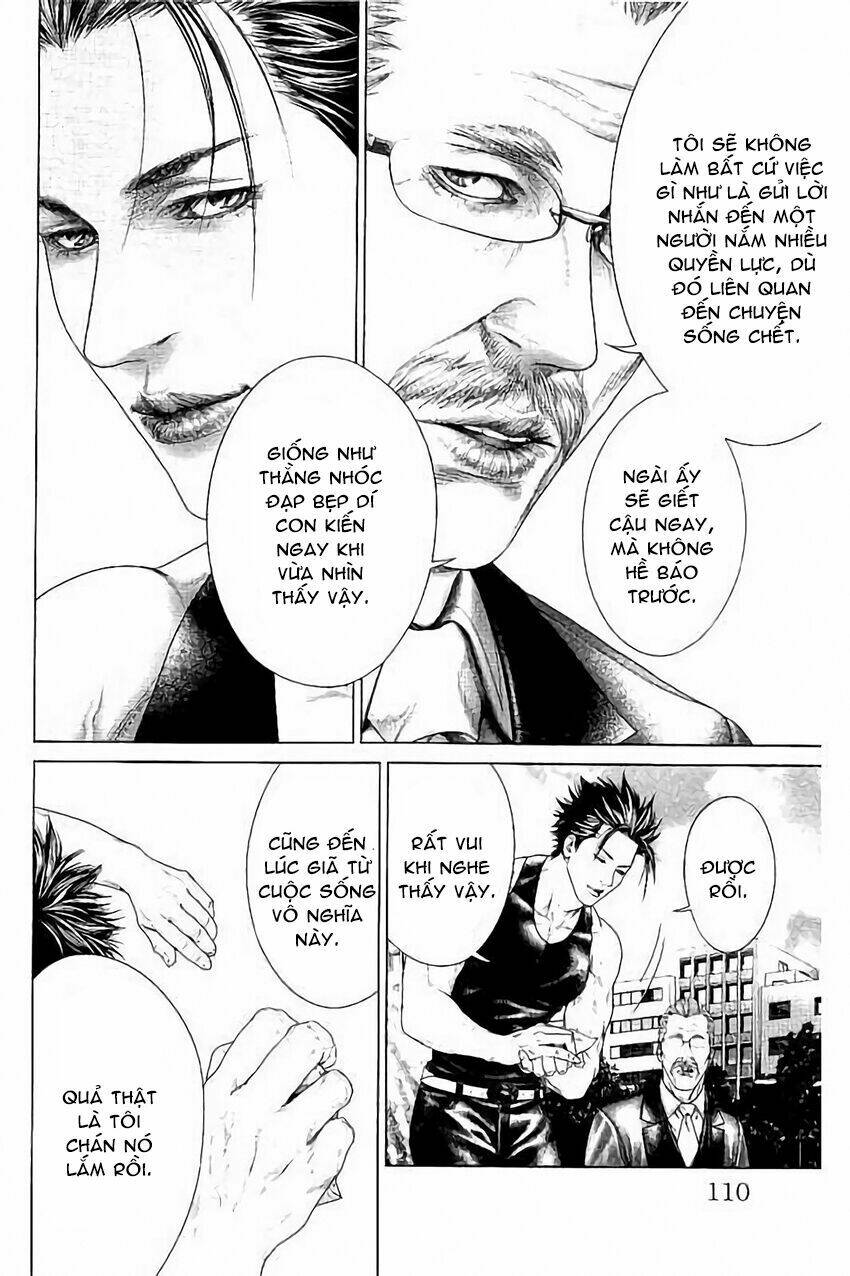 TÔI SẼ KHÔNG
LÀM BẤT CỨ VIỆC
GÌ NHƯ LÀ GỬI LỜI
NHẮN ĐẾN MỘT
NGƯỜI NẮM NHIỀU
QUYỀN LỰC, DÙ
ĐÓ LIÊN QUAN
ĐẾN CHUYỆN
SỐNG CHẾT.
NGÀI ẤY
SẼ GIẾT
CẬU NGAY,
MÀ KHÔNG
HỀ BÁO
TRƯỚC.
GIỐNG NHƯ
THẰNG NHÓC
ĐẠP BẸP DÍ
CON KIẾN
NGAY KHI
VỪA NHÌN
THẤY VẬY.
ĐƯỢC
RỒI.
RẤT VUI
KHI NGHE
THẤY VẬY.
CŨNG ĐẾN
LÚC GIÃ TỪ
CUỘC SỐNG
VÔ NGHĨA
NÀY.
QUẢ THẬT
LÀ TÔI
CHÁN NÓ
LẮM RỒI.
110